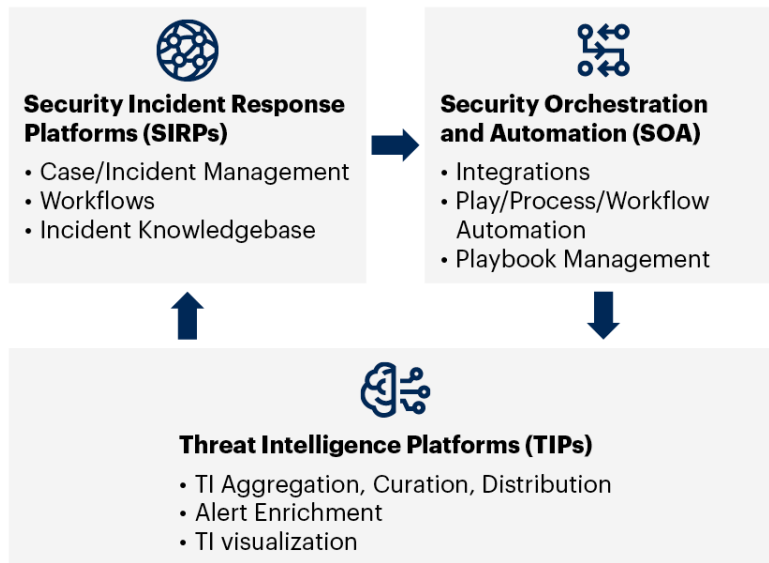 Security Incident Response
Platforms (SIRPs)
• Case/Incident Management
• Workflows
• Incident Knowledgebase
Security Orchestration
and Automation (SOA)
• Integrations
• Play/Process/Workflow
Automation
• Playbook Management
Threat Intelligence Platforms (TIPs)
• TI Aggregation, Curation, Distribution
• Alert Enrichment
• TI visualization